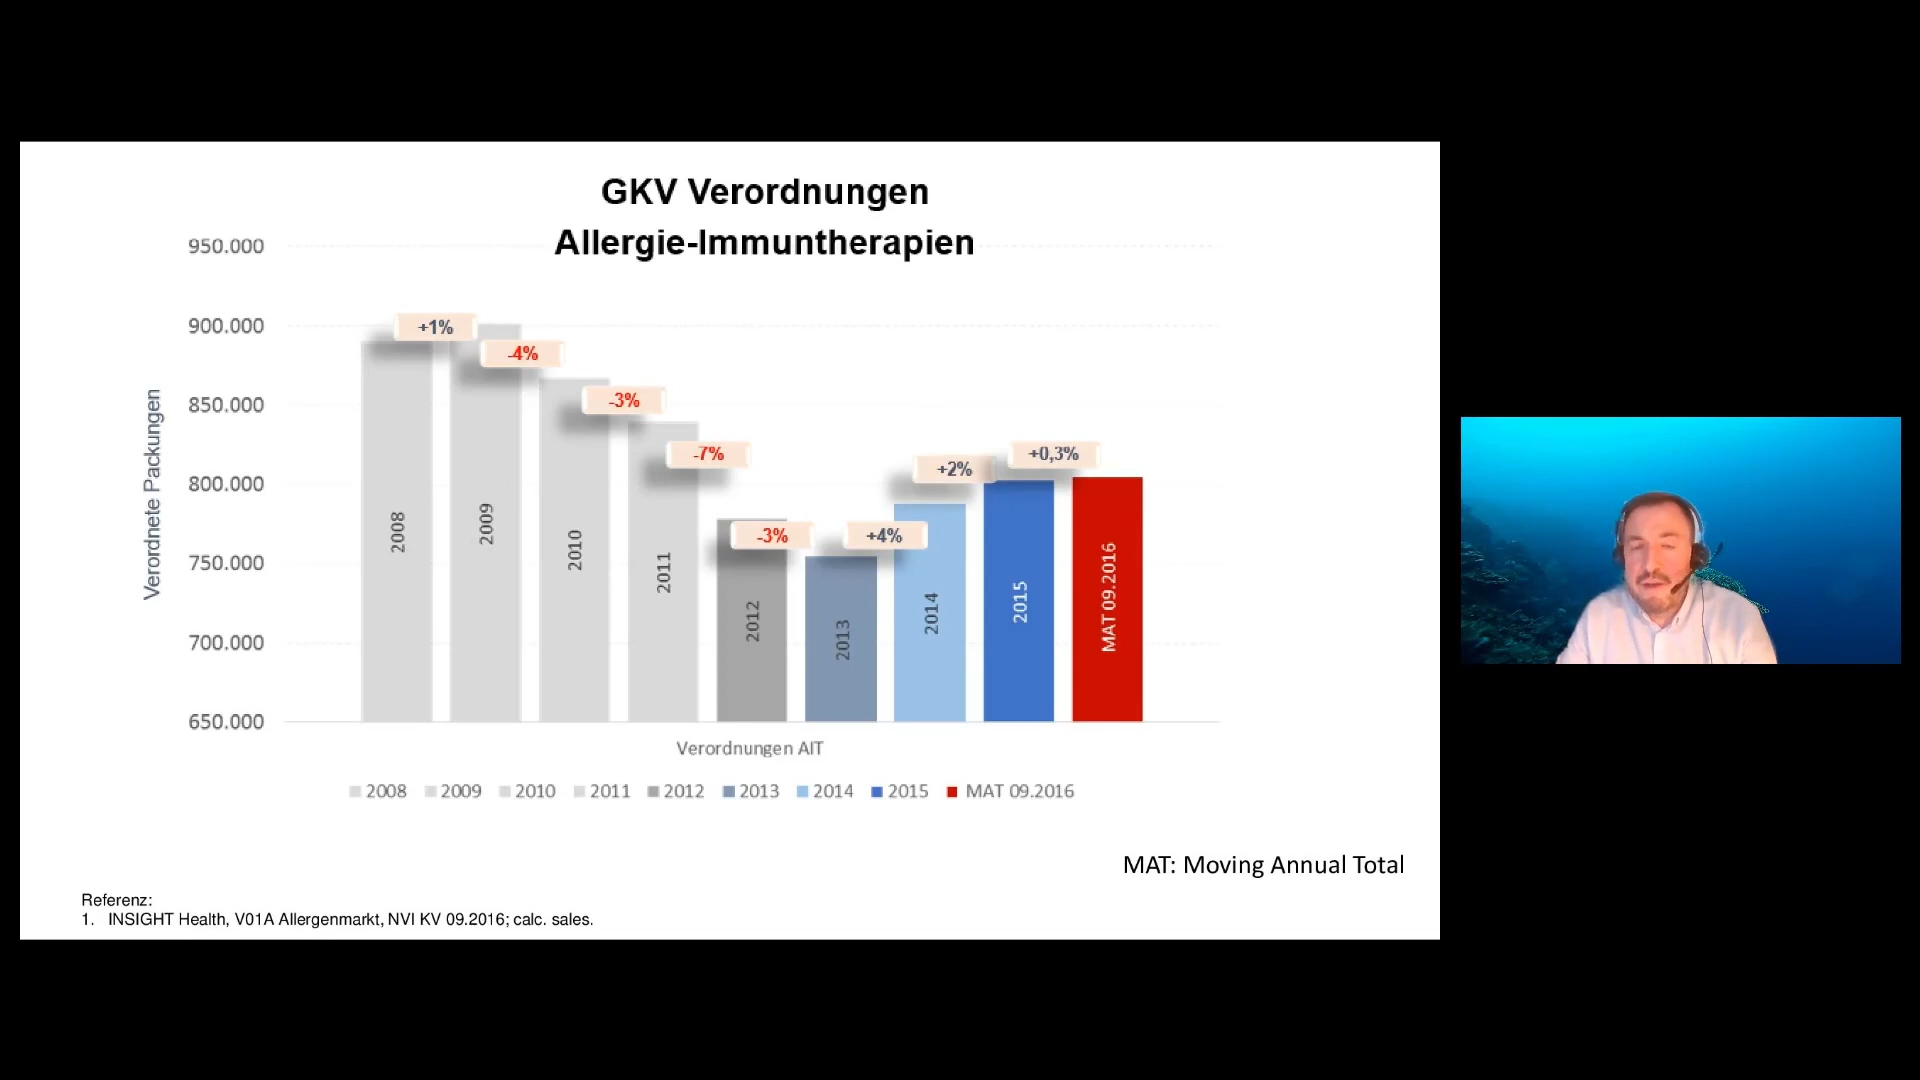 GKV Verordnungen
Allergie-Immuntherapien
950.000
900.000
850.000
800.000
750.000
700.000
650.000
Verordnete Packungen
+1%
-4%
-3%
-7%
-3%
+4%
+2%
+0,3%
2008
2009
2010
2011
2012
2013
2014
2015
MAT 09.2016
Verordnungen AIT
2008 2009 2010 2011 2012 2013 2014 2015 MAT 09.2016
MAT: Moving Annual Total
Referenz:
1. INSIGHT Health, V01A Allergenmarkt, NVI KV 09.2016; calc. sales.